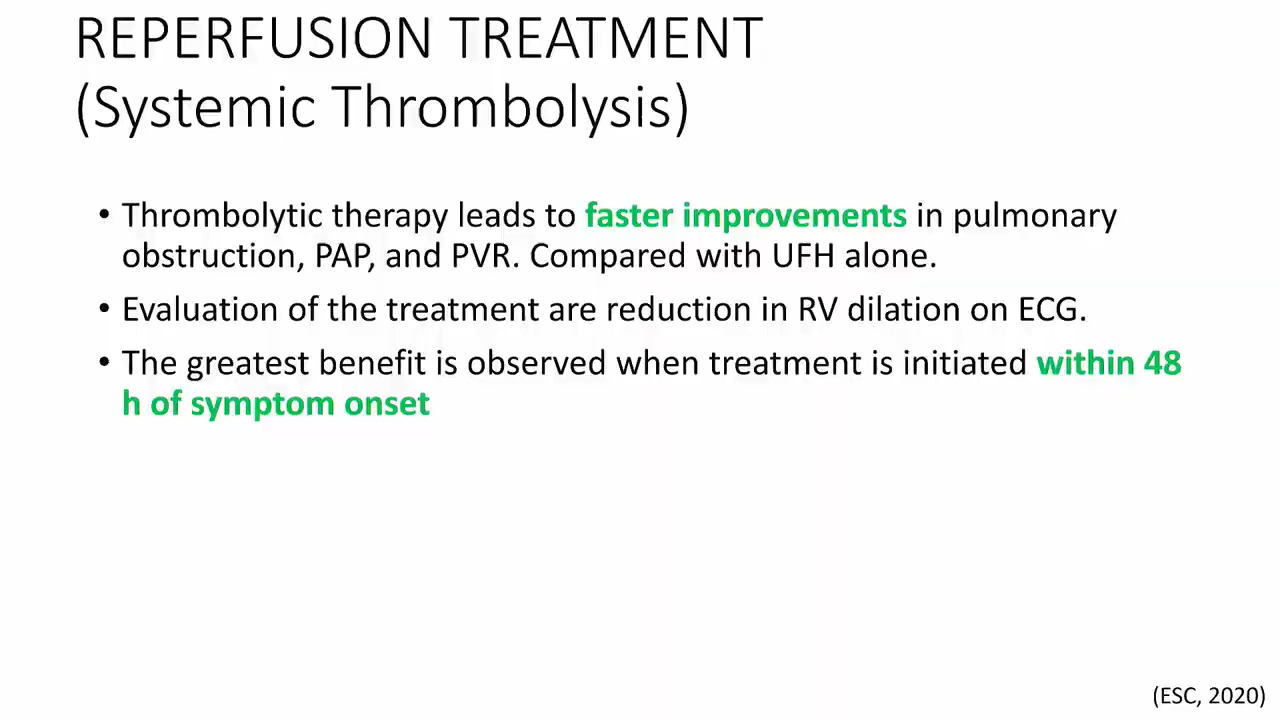 REPERFUSION TREATMENT
(Systemic Thrombolysis)
• Thrombolytic therapy leads to faster improvements in pulmonary
obstruction, PAP, and PVR. Compared with UFH alone.
• Evaluation of the treatment are reduction in RV dilation on ECG.
• The greatest benefit is observed when treatment is initiated within 48
h of symptom onset
(ESC, 2020)